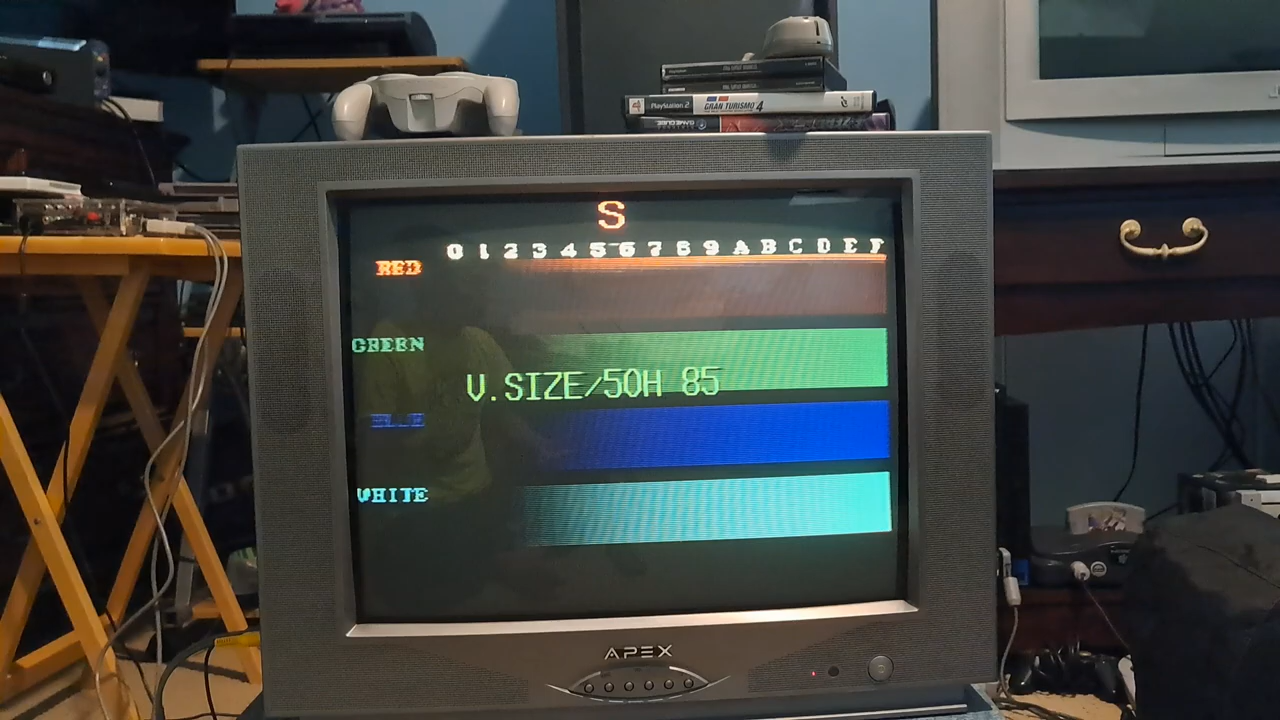 PlayStation 2 GRAN TURISMO 4
GAMECUBE
S
0 1 2 3 4 5 6 7 8 9 A B C D E F
RED
GREEN
V.SIZE/50H 85
BLUE
WHITE
APEX